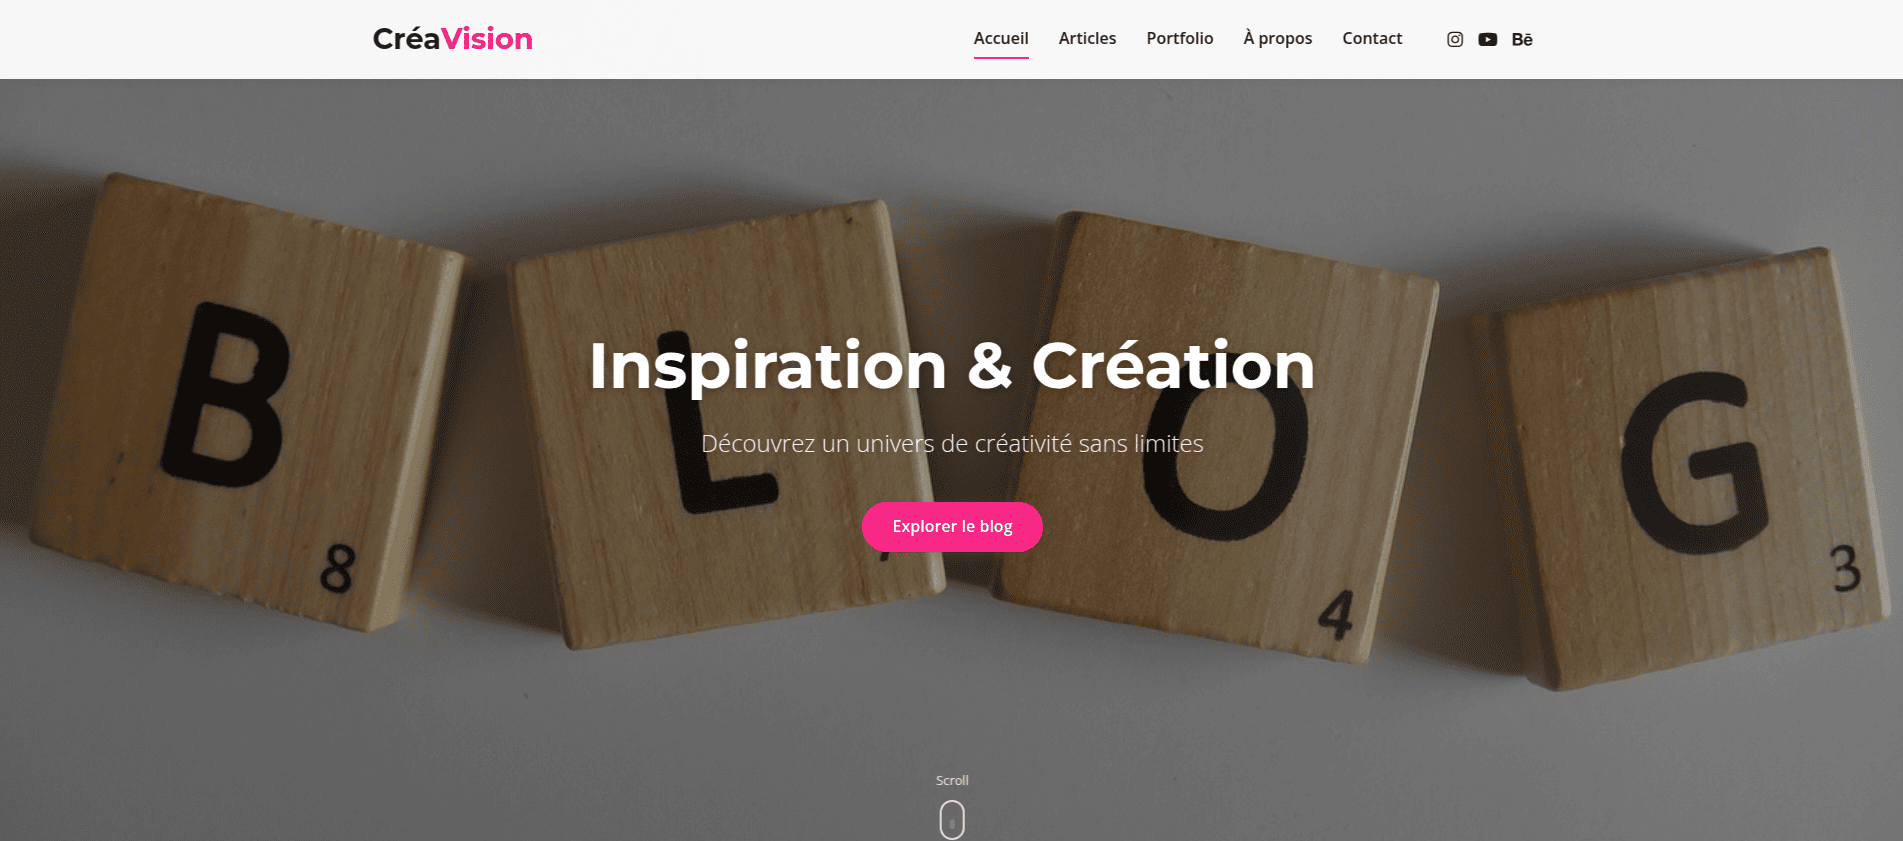 CréaVision
Accueil Articles Portfolio À propos Contact Bē
B L O G
8 4 3
Inspiration & Création
Découvrez un univers de créativité sans limites
Explorer le blog
Scroll